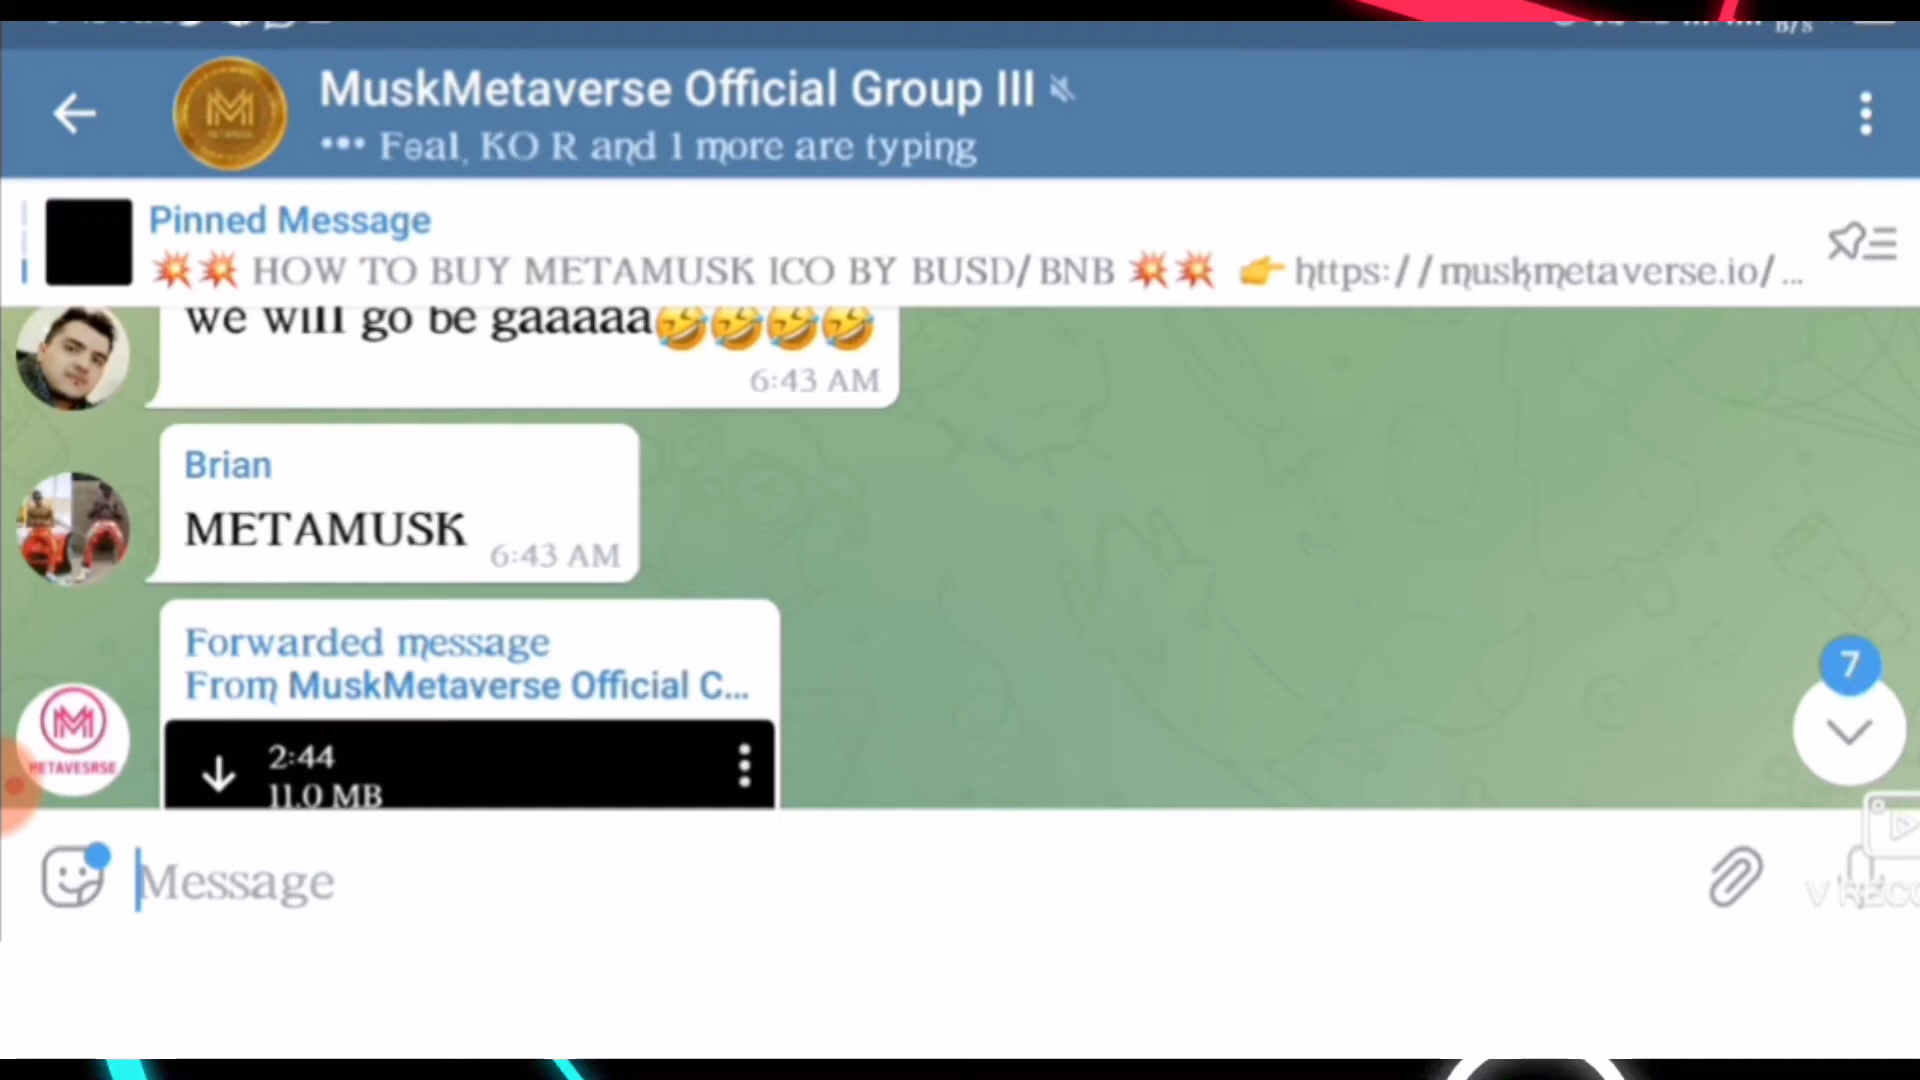 B/s
MuskMetaverse Official Group III
••• Feal, KO R and 1 more are typing
Pinned Message
💥💥 HOW TO BUY METAMUSK ICO BY BUSD/BNB 💥💥 👉 https://muskmetaverse.io/...
we will go be gaaaaa🤣🤣🤣🤣
6:43 AM
Brian
METAMUSK 6:43 AM
Forwarded message
From MuskMetaverse Official C...
METAVESRSE
2:44
11.0 MB
7
Message
V RECO